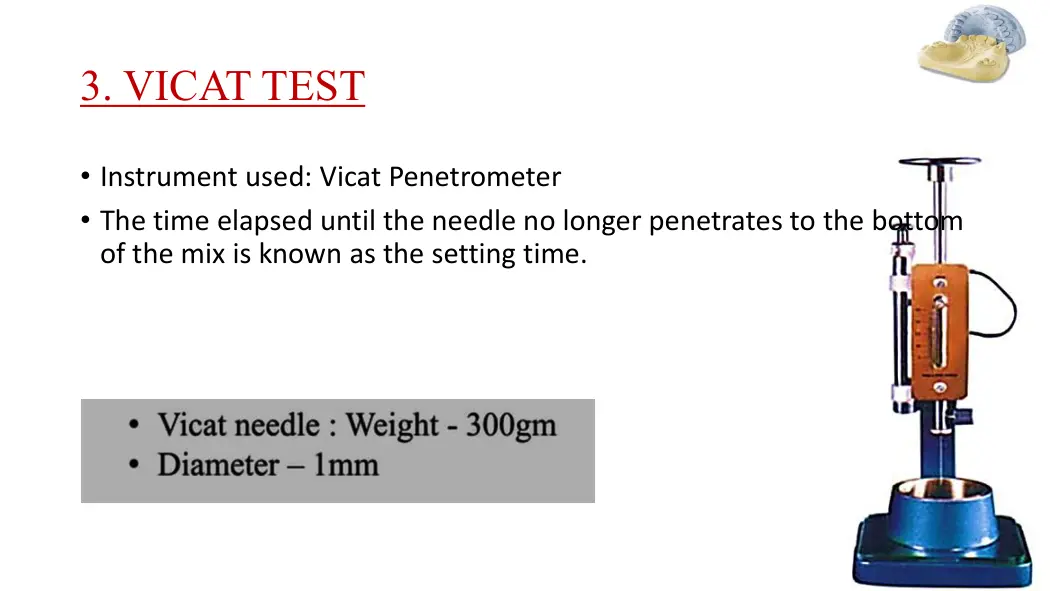 3. VICAT TEST
• Instrument used: Vicat Penetrometer
• The time elapsed until the needle no longer penetrates to the bottom
of the mix is known as the setting time.
• Vicat needle : Weight - 300gm
• Diameter – 1mm